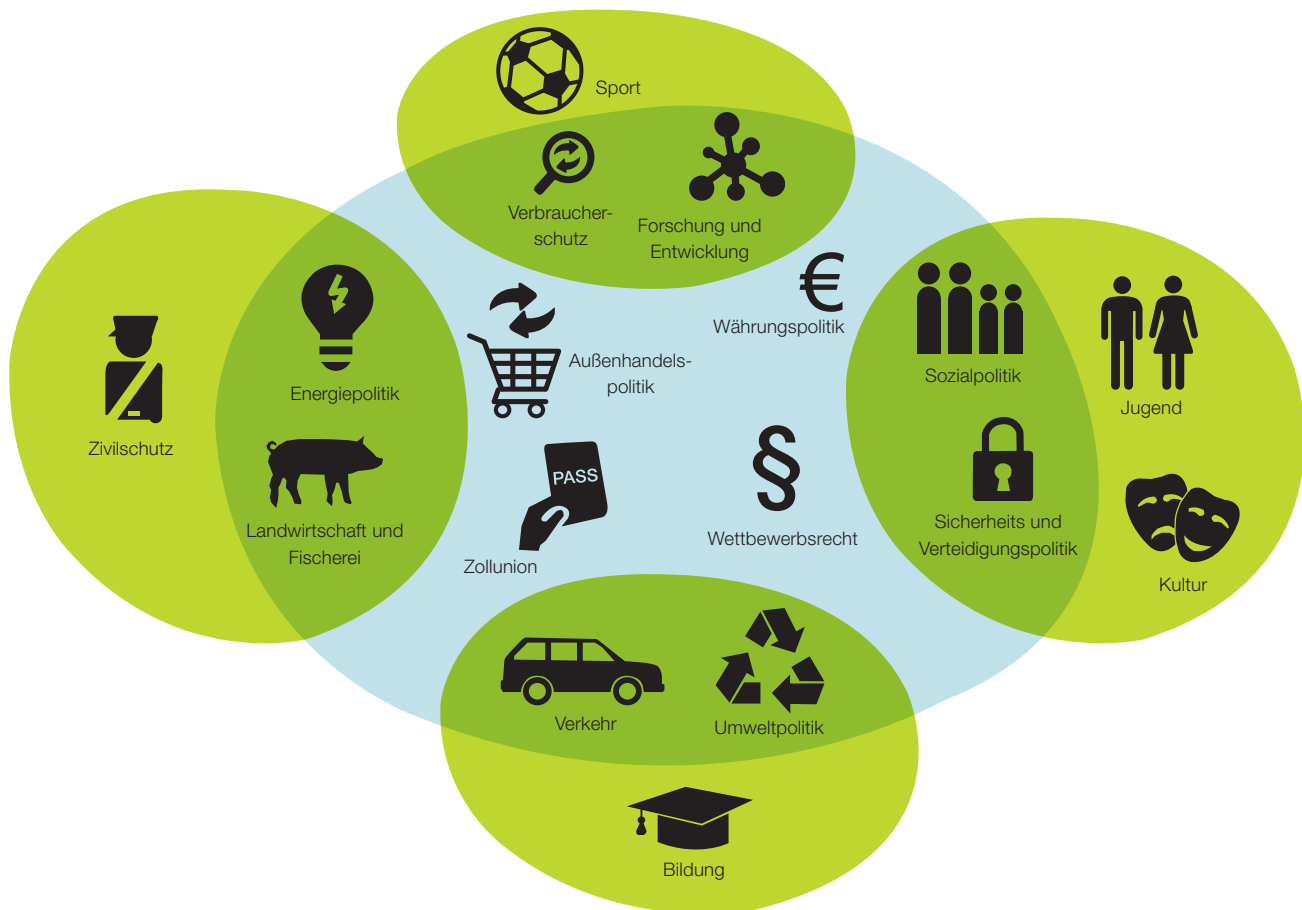 Sport
Verbraucher-
schutz
Forschung und
Entwicklung
€
Währungspolitik
Außenhandels-
politik
Energiepolitik
Zivilschutz
Landwirtschaft und
Fischerei
PASS
Zollunion
§
Wettbewerbsrecht
Sozialpolitik
Jugend
Sicherheits und
Verteidigungspolitik
Kultur
Verkehr
Umweltpolitik
Bildung